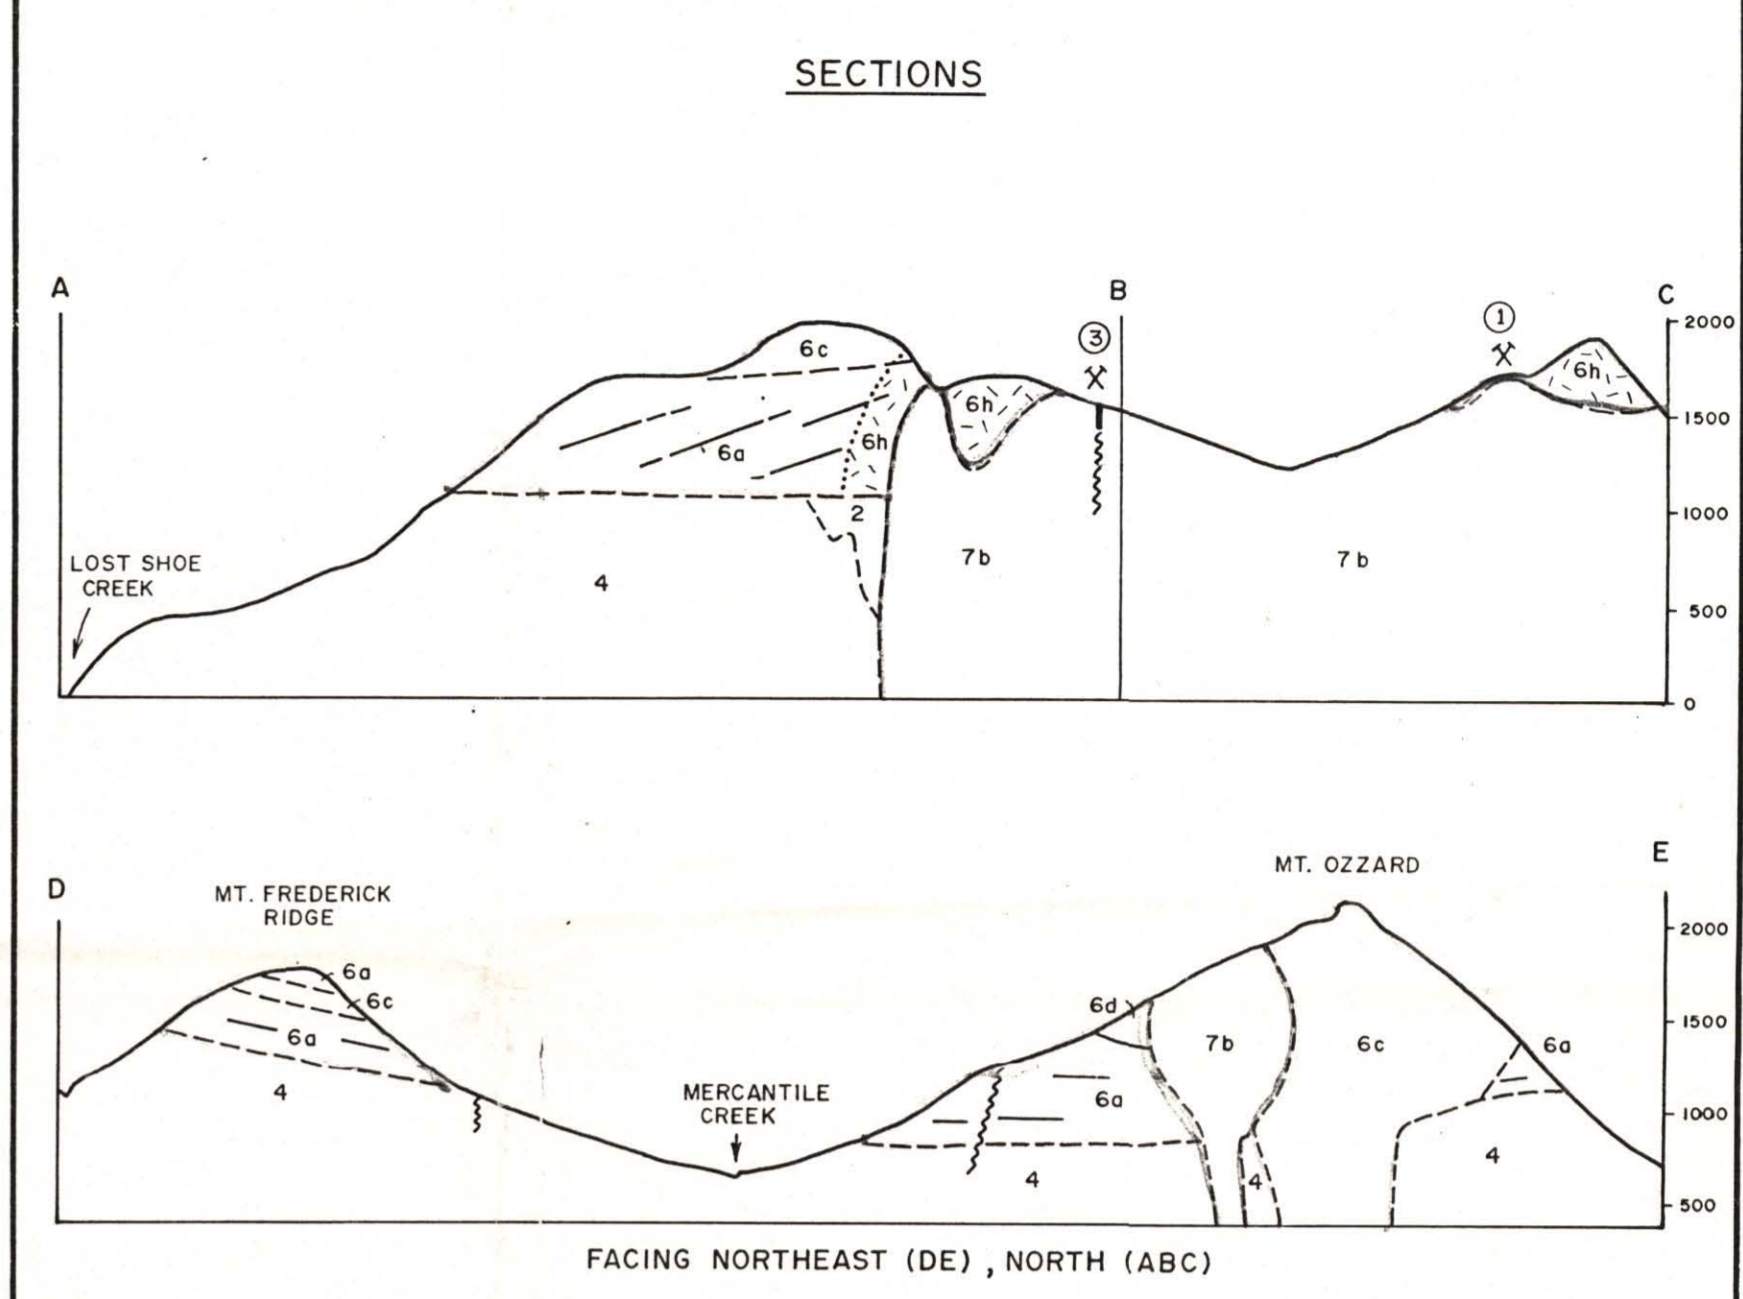 SECTIONS
A
B
C
3
1
2000
6c
6h
6h
1500
6a
6h
2
1000
LOST SHOE
CREEK
4
7b
7b
500
0
D
E
MT. FREDERICK
RIDGE
MT. OZZARD
2000
6a
6c
6d
1500
6a
7b
6c
6a
4
MERCANTILE
CREEK
6a
1000
4
4
4
500
FACING NORTHEAST (DE), NORTH (ABC)